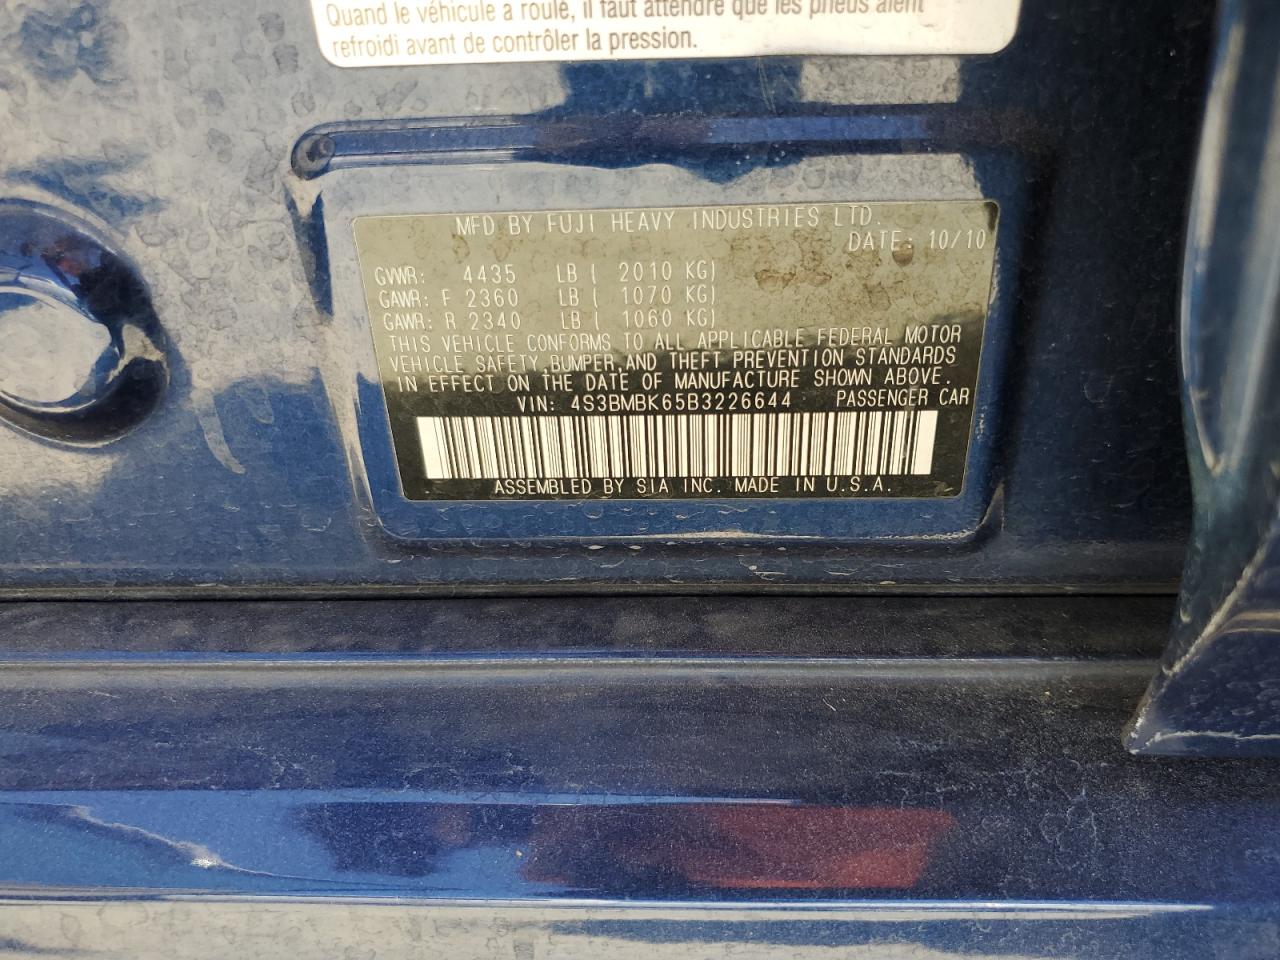 Quand le véhicule a roulé, il faut attendre que les pneus aient
refroidi avant de contrôler la pression.
MFD BY FUJI HEAVY INDUSTRIES LTD.
DATE: 10/10
GVWR: 4435 LB ( 2010 KG)
GAWR: F 2360 LB ( 1070 KG)
GAWR: R 2340 LB ( 1060 KG)
THIS VEHICLE CONFORMS TO ALL APPLICABLE FEDERAL MOTOR
VEHICLE SAFETY,BUMPER,AND THEFT PREVENTION STANDARDS
IN EFFECT ON THE DATE OF MANUFACTURE SHOWN ABOVE.
VIN: 4S3BMBK65B3226644 PASSENGER CAR
ASSEMBLED BY SIA INC. MADE IN U.S.A.